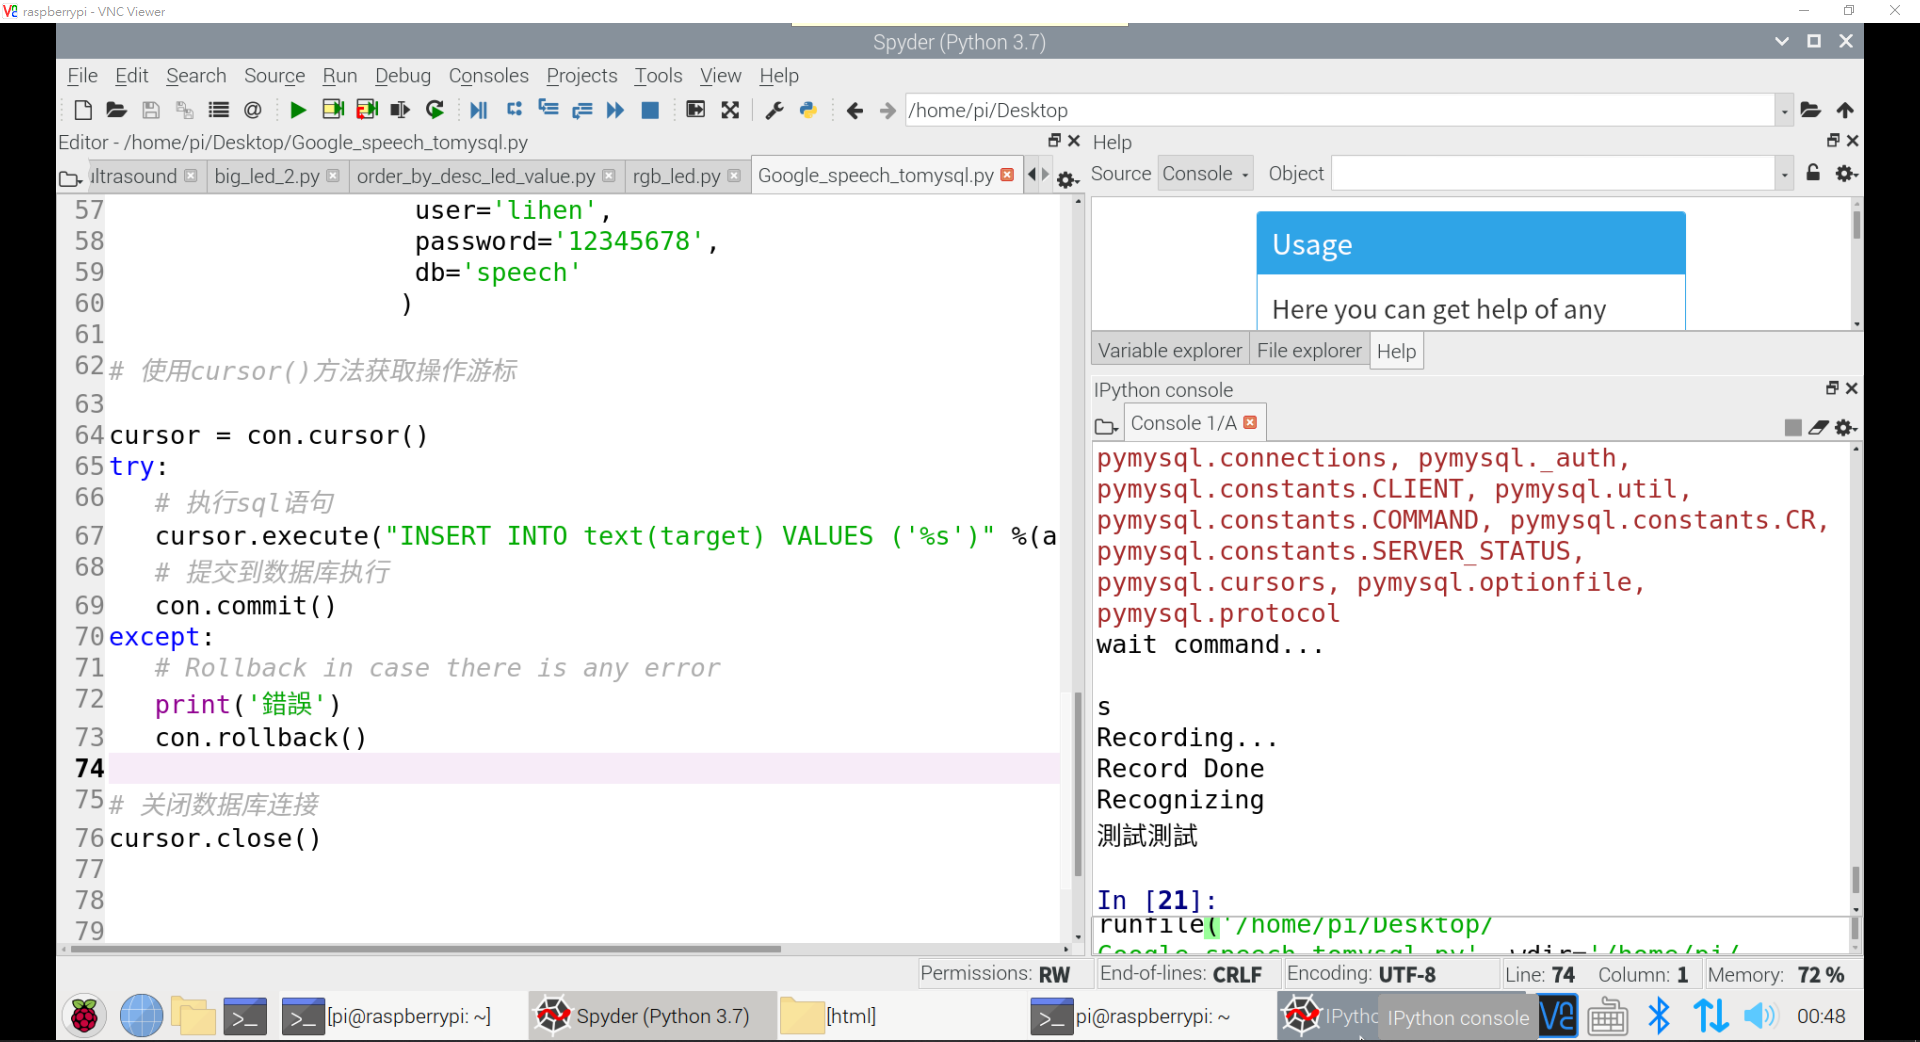 raspberrypi - VNC Viewer
Spyder (Python 3.7)
File Edit Search Source Run Debug Consoles Projects Tools View Help
/home/pi/Desktop
Editor - /home/pi/Desktop/Google_speech_tomysql.py
ltrasound big_led_2.py order_by_desc_led_value.py rgb_led.py Google_speech_tomysql.py
57 user='lihen',
58 password='12345678',
59 db='speech'
60 )
61
62 # 使用cursor()方法获取操作游标
63
64 cursor = con.cursor()
65 try:
66 # 执行sql语句
67 cursor.execute("INSERT INTO text(target) VALUES ('%s')" %(a
68 # 提交到数据库执行
69 con.commit()
70 except:
71 # Rollback in case there is any error
72 print('錯誤')
73 con.rollback()
74
75 # 关闭数据库连接
76 cursor.close()
77
78
79
Help
Source Console Object
Usage
Here you can get help of any
Variable explorer File explorer Help
IPython console
Console 1/A
pymysql.connections, pymysql._auth,
pymysql.constants.CLIENT, pymysql.util,
pymysql.constants.COMMAND, pymysql.constants.CR,
pymysql.constants.SERVER_STATUS,
pymysql.cursors, pymysql.optionfile,
pymysql.protocol
wait command...
s
Recording...
Record Done
Recognizing
測試測試
In [21]:
runfile('/home/pi/Desktop/
Google_speech_tomysql.py', wdir='/home/pi/
Permissions: RW End-of-lines: CRLF Encoding: UTF-8 Line: 74 Column: 1 Memory: 72 %
[pi@raspberrypi: ~] Spyder (Python 3.7) [html] pi@raspberrypi: ~ IPytho IPython console 00:48